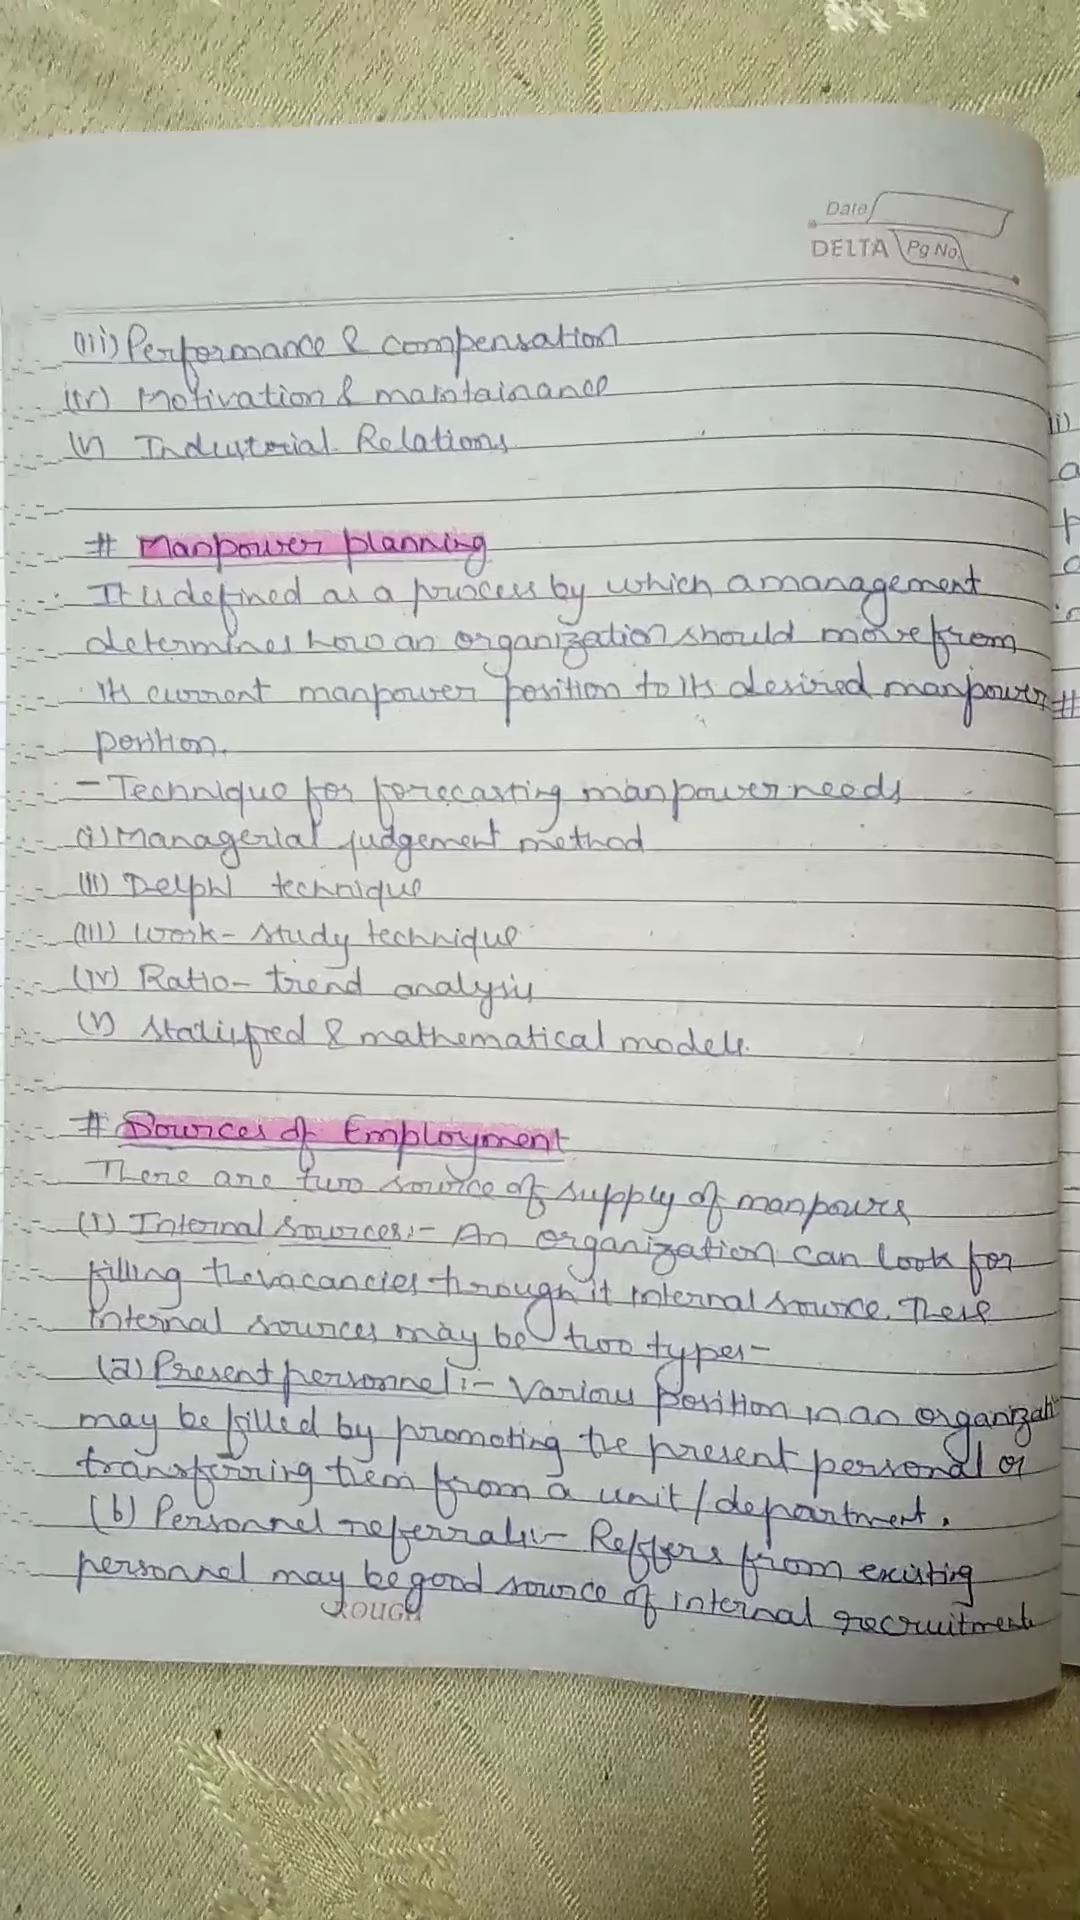 Date
DELTA Pg No.
(iii) Performance & compensation
(iv) Motivation & maintainance
(v) Industorial Relations
# Manpower planning
It is defined as a process by which a management
determines how an organization should move from
its current manpower position to its desired manpower
position.
- Technique for forecasting manpower needs
(i) Managerial judgement method
(ii) Delphi technique
(iii) Work-study technique
(iv) Ratio-trend analysis
(v) & mathematical models.
# Sources of Employment
There are two source of supply of manpower
(1) Internal sources:- An organization can look for
filling the vacancies through it internal source. These
internal sources may be two types-
(a) Present personnel:- Various position in an organizati
may be filled by promoting the present personal or
transferring them from a unit/department.
(b) Personnel referrals:- Reffers from existing
personnel may be good source of internal recruitment.
ROUGH